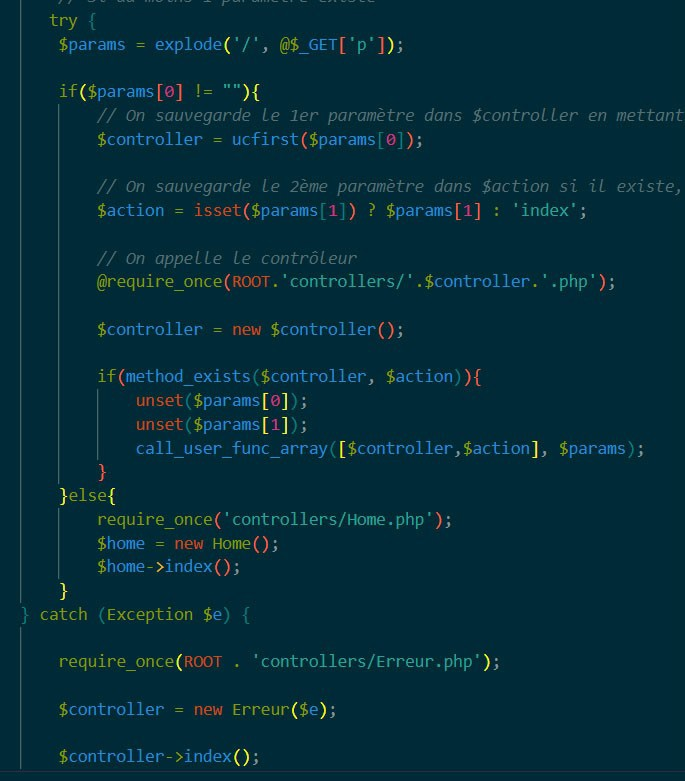 // Si au moins 1 paramètre existe
try {
$params = explode('/', @$_GET['p']);
if($params[0] != ""){
// On sauvegarde le 1er paramètre dans $controller en mettant
$controller = ucfirst($params[0]);
// On sauvegarde le 2ème paramètre dans $action si il existe,
$action = isset($params[1]) ? $params[1] : 'index';
// On appelle le contrôleur
@require_once(ROOT.'controllers/'.$controller.'.php');
$controller = new $controller();
if(method_exists($controller, $action)){
unset($params[0]);
unset($params[1]);
call_user_func_array([$controller,$action], $params);
}
}else{
require_once('controllers/Home.php');
$home = new Home();
$home->index();
}
} catch (Exception $e) {
require_once(ROOT . 'controllers/Erreur.php');
$controller = new Erreur($e);
$controller->index();